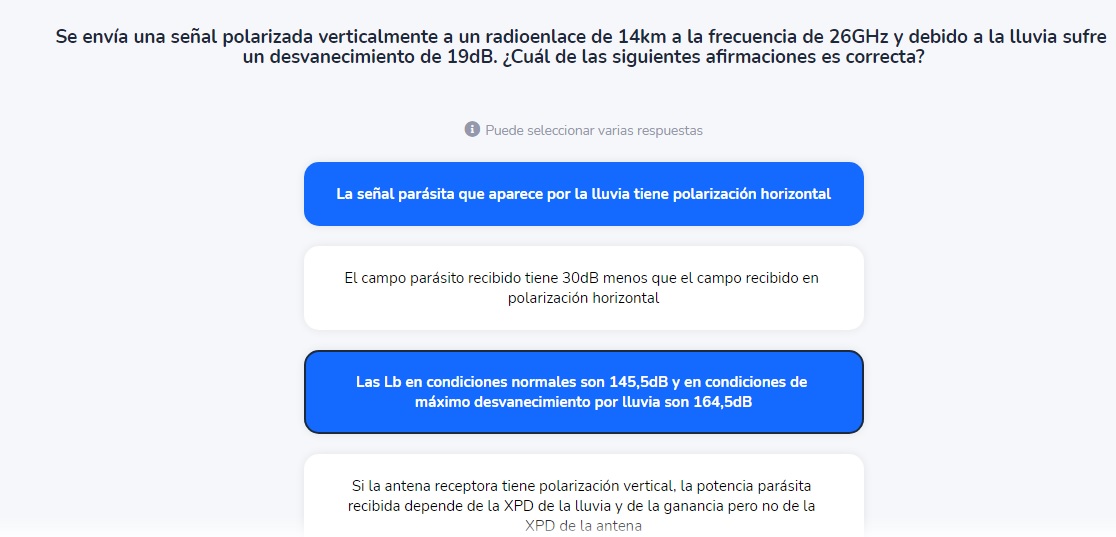 Se envía una señal polarizada verticalmente a un radioenlace de 14km a la frecuencia de 26GHz y debido a la lluvia sufre
un desvanecimiento de 19dB. ¿Cuál de las siguientes afirmaciones es correcta?
Puede seleccionar varias respuestas
La señal parásita que aparece por la lluvia tiene polarización horizontal
El campo parásito recibido tiene 30dB menos que el campo recibido en
polarización horizontal
Las Lb en condiciones normales son 145,5dB y en condiciones de
máximo desvanecimiento por lluvia son 164,5dB
Si la antena receptora tiene polarización vertical, la potencia parásita
recibida depende de la XPD de la lluvia y de la ganancia pero no de la
XPD de la antena